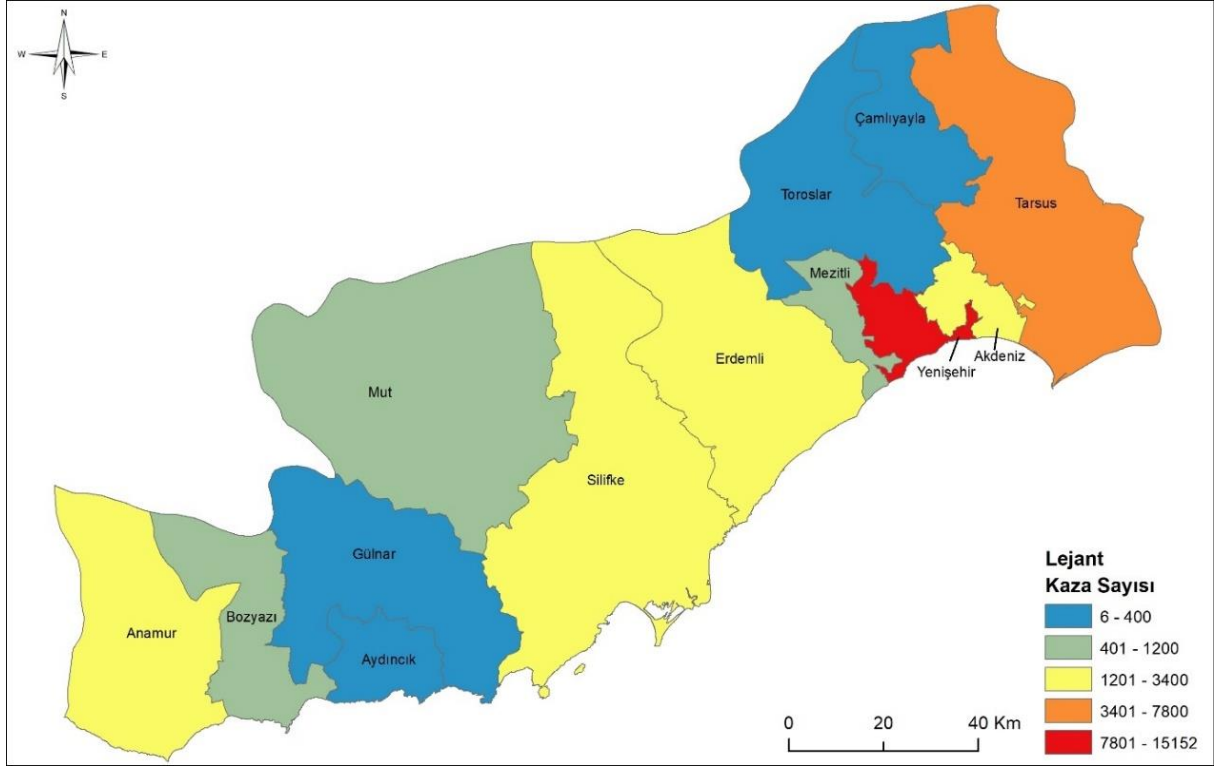 N
W E
S
Çamlıyayla
Toroslar
Tarsus
Mezitli
Erdemli
Akdeniz
Yenişehir
Mut
Silifke
Gülnar
Bozyazı
Anamur
Aydıncık
Lejant
Kaza Sayısı
6 - 400
401 - 1200
1201 - 3400
3401 - 7800
7801 - 15152
0 20 40 Km